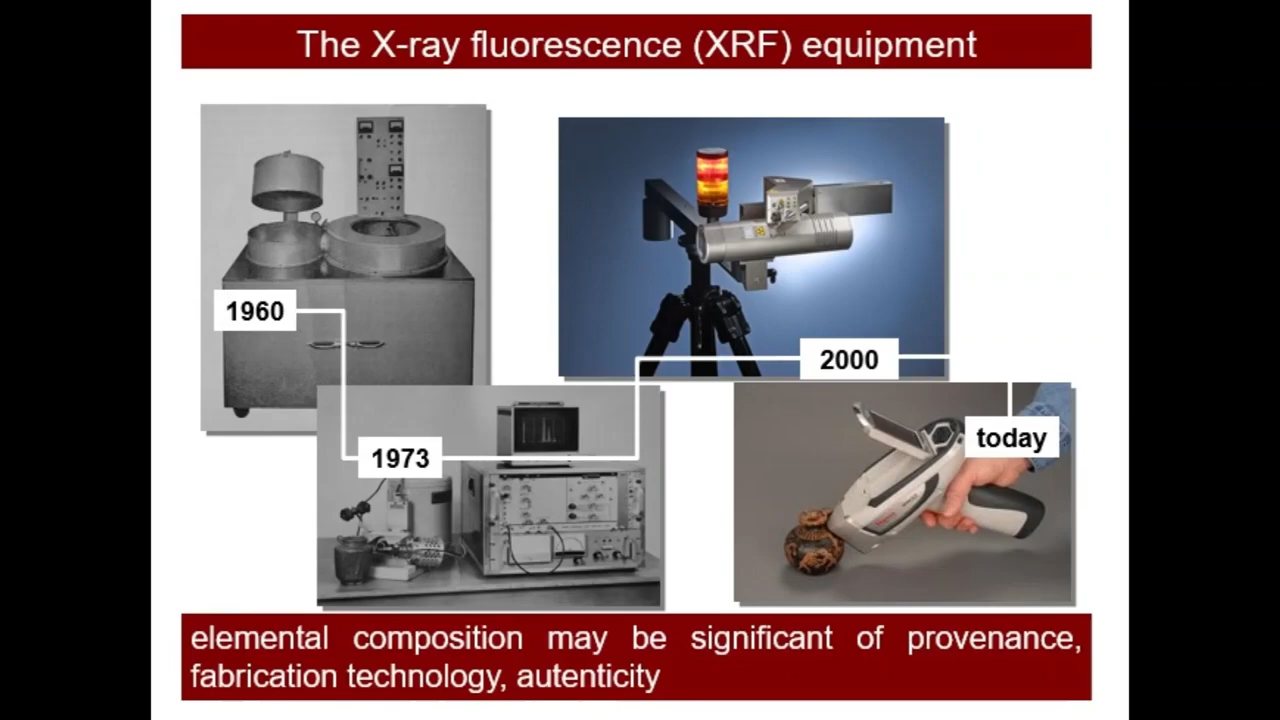 The X-ray fluorescence (XRF) equipment
1960
1973
2000
today
elemental composition may be significant of provenance,
fabrication technology, autenticity